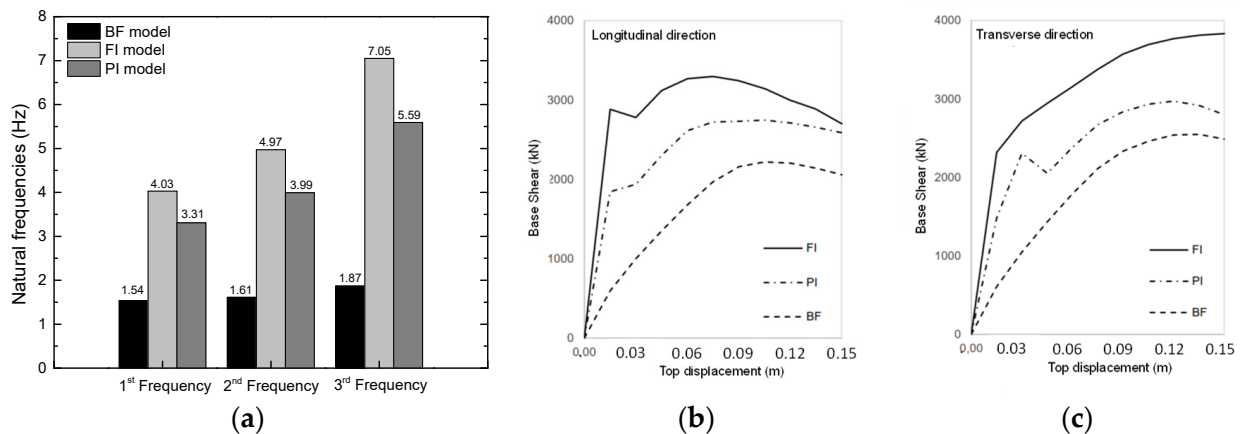 8
7
6
5
4
3
2
1
0
Natural frequencies (Hz)
BF model
FI model
PI model
1.54
4.03
3.31
1.61
4.97
3.99
1.87
7.05
5.59
1st Frequency
2nd Frequency
3rd Frequency
(a)
4000
3000
2000
1000
0
Base Shear (kN)
Longitudinal direction
FI
PI
BF
0,00
0.03
0.06
0.09
0.12
0.15
Top displacement (m)
(b)
4000
3000
2000
1000
0
Base Shear (kN)
Transverse direction
FI
PI
BF
0,00
0.03
0.06
0.09
0.12
0.15
Top displacement (m)
(c)